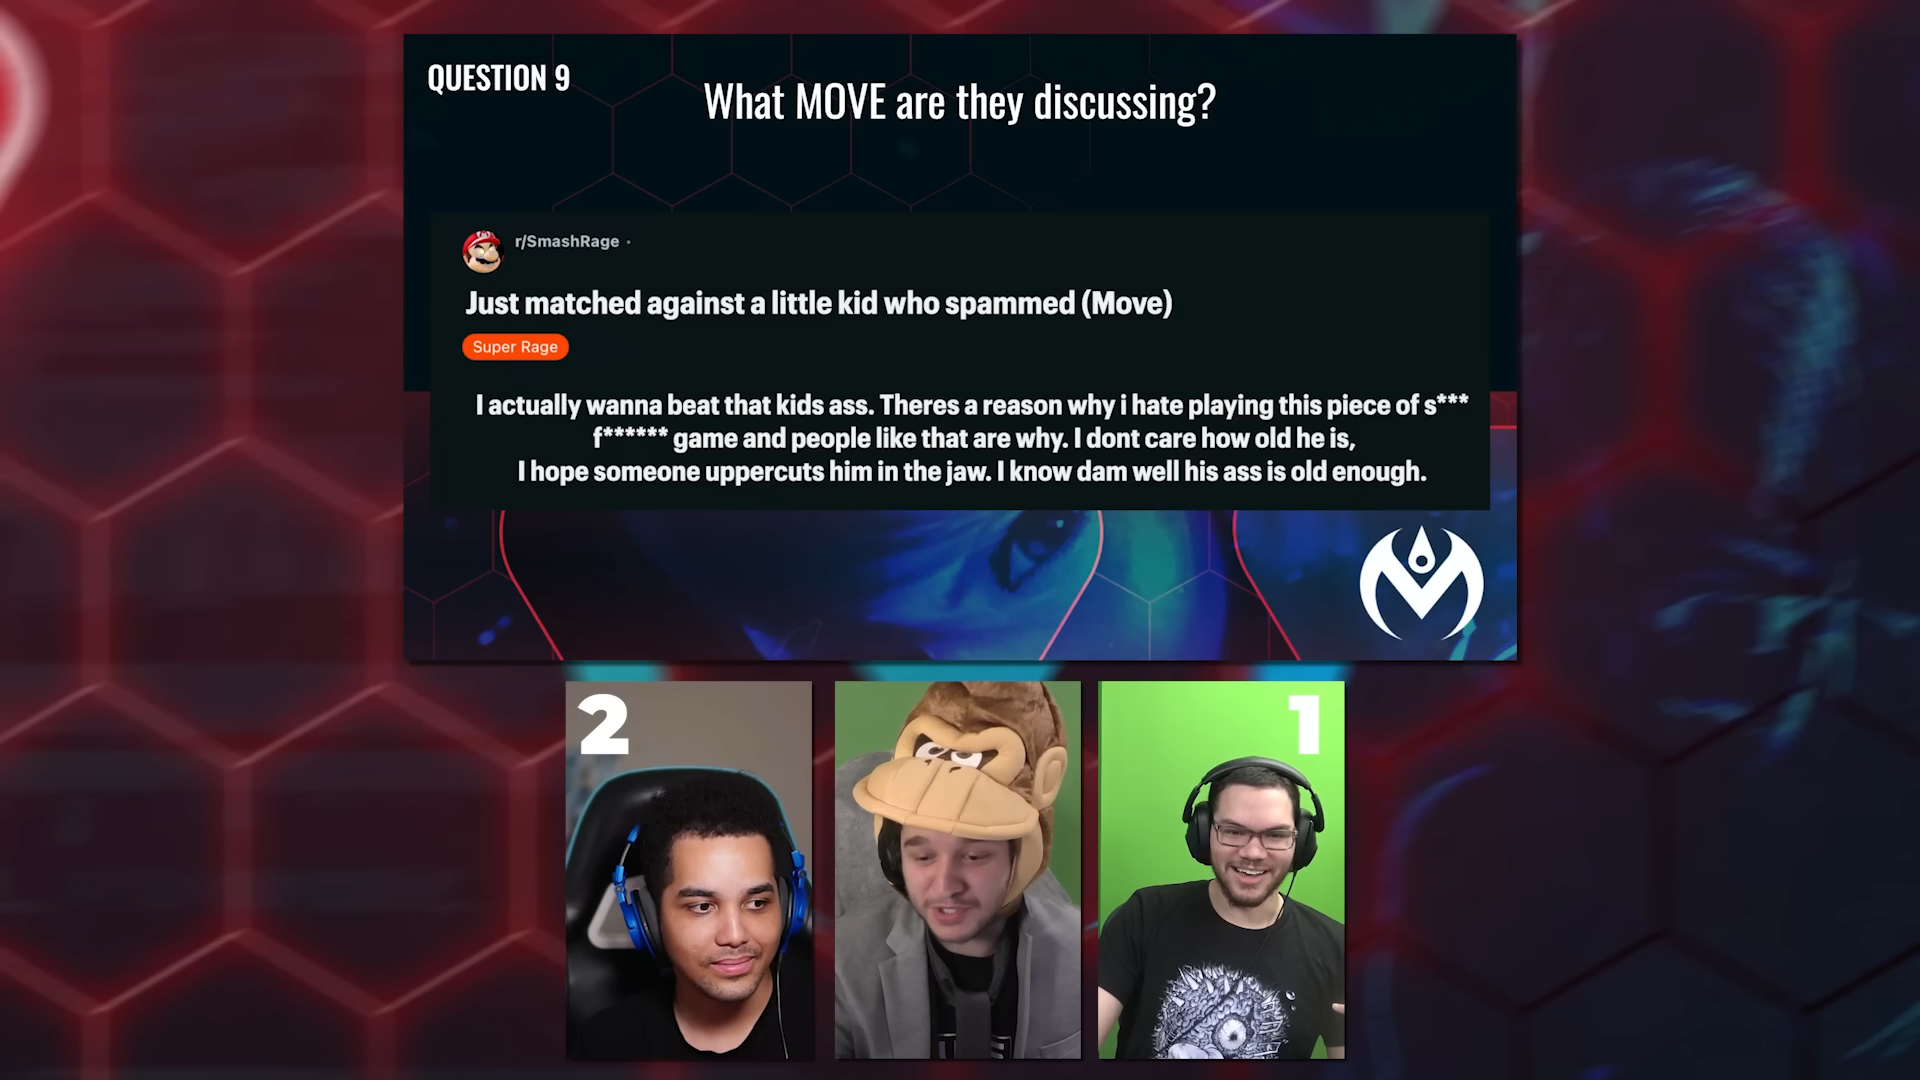 QUESTION 9
What MOVE are they discussing?
r/SmashRage ·
Just matched against a little kid who spammed (Move)
Super Rage
I actually wanna beat that kids ass. Theres a reason why i hate playing this piece of s***
f****** game and people like that are why. I dont care how old he is,
I hope someone uppercuts him in the jaw. I know dam well his ass is old enough.
2
1